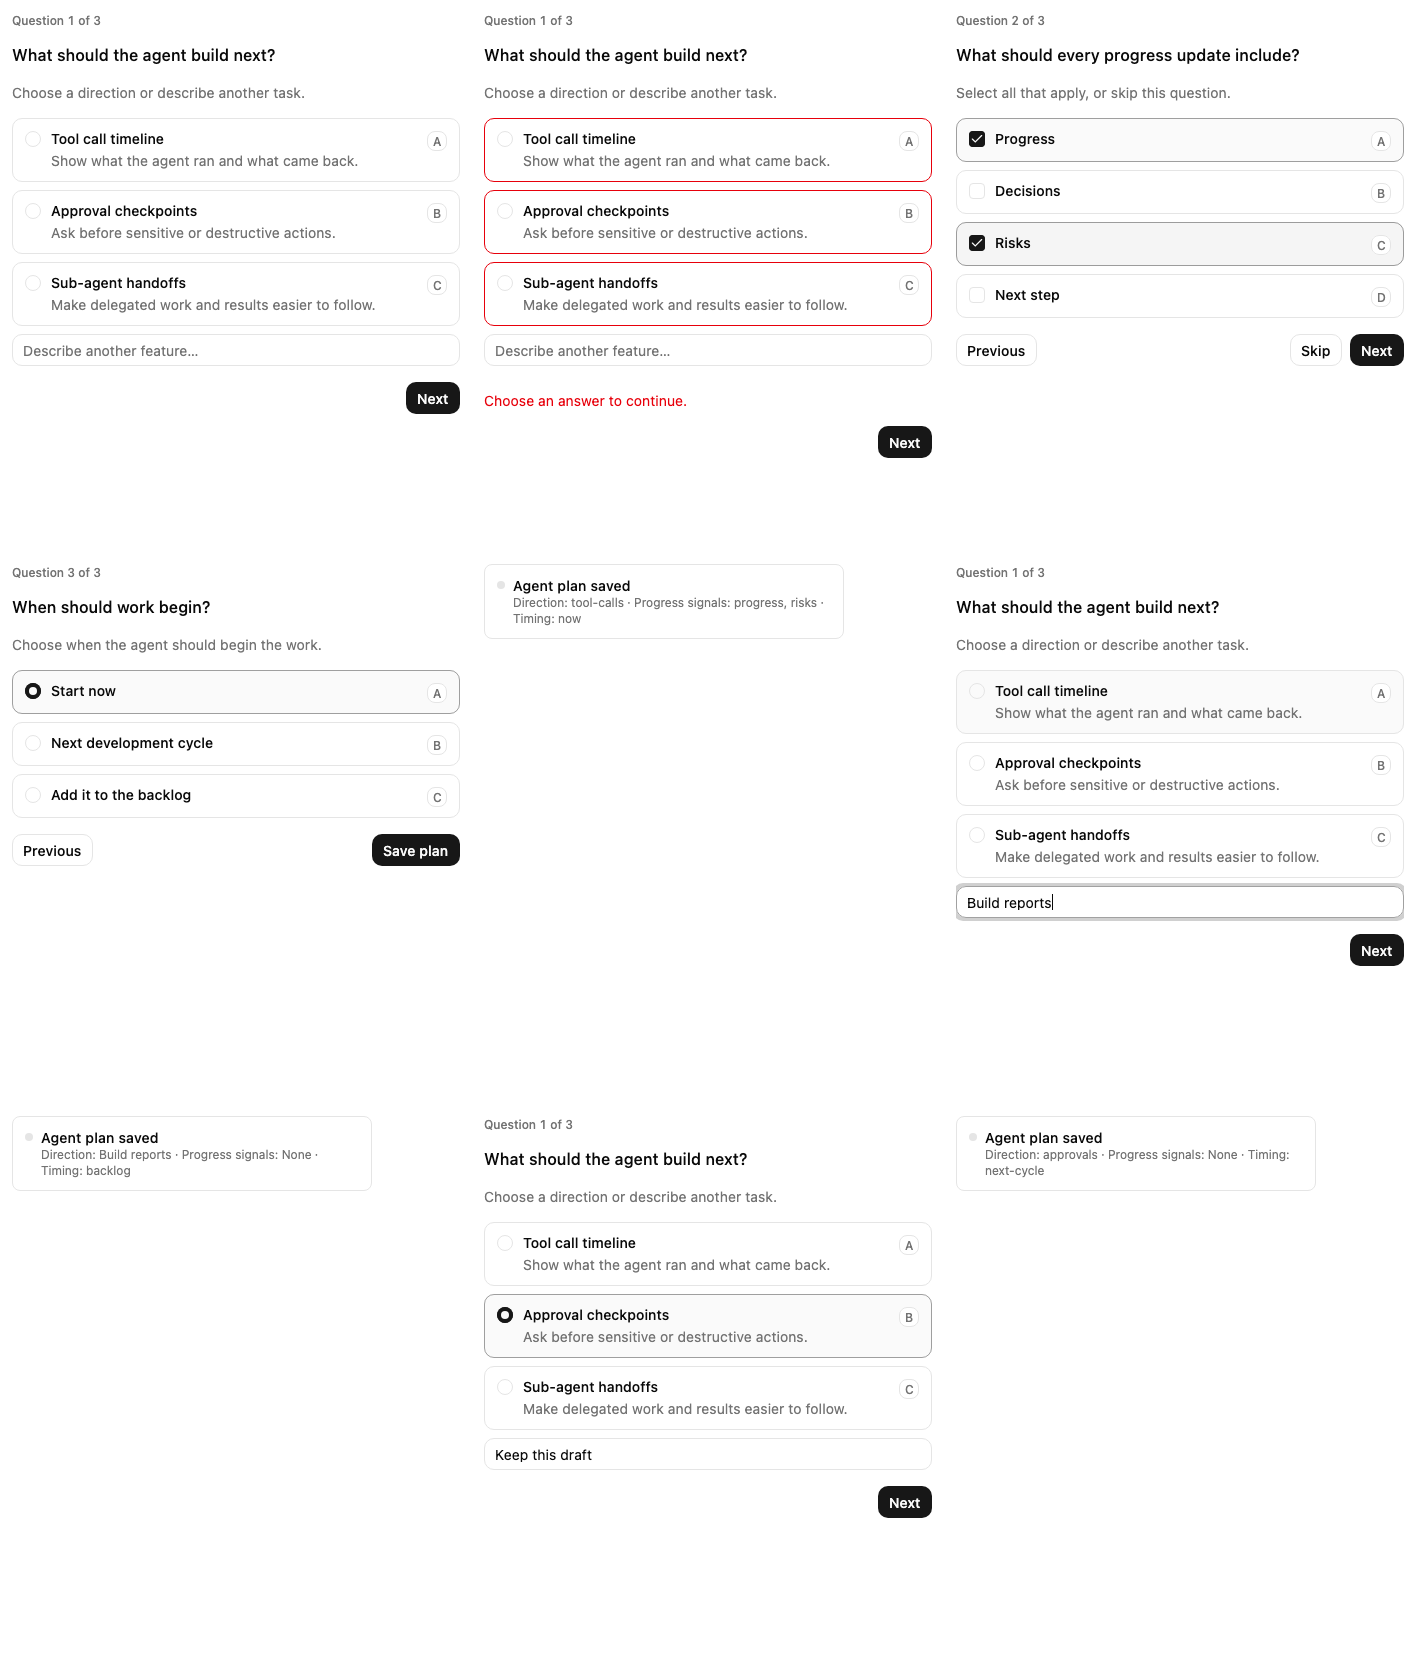 Question 1 of 3
What should the agent build next?
Choose a direction or describe another task.
Tool call timeline
A
Show what the agent ran and what came back.
Approval checkpoints
B
Ask before sensitive or destructive actions.
Sub-agent handoffs
C
Make delegated work and results easier to follow.
Describe another feature...
Next
Question 1 of 3
What should the agent build next?
Choose a direction or describe another task.
Tool call timeline
A
Show what the agent ran and what came back.
Approval checkpoints
B
Ask before sensitive or destructive actions.
Sub-agent handoffs
C
Make delegated work and results easier to follow.
Describe another feature...
Choose an answer to continue.
Next
Question 2 of 3
What should every progress update include?
Select all that apply, or skip this question.
Progress
A
Decisions
B
Risks
C
Next step
D
Previous
Skip
Next
Question 3 of 3
When should work begin?
Choose when the agent should begin the work.
Start now
A
Next development cycle
B
Add it to the backlog
C
Previous
Save plan
Agent plan saved
Direction: tool-calls · Progress signals: progress, risks ·
Timing: now
Question 1 of 3
What should the agent build next?
Choose a direction or describe another task.
Tool call timeline
A
Show what the agent ran and what came back.
Approval checkpoints
B
Ask before sensitive or destructive actions.
Sub-agent handoffs
C
Make delegated work and results easier to follow.
Build reports
Next
Agent plan saved
Direction: Build reports · Progress signals: None ·
Timing: backlog
Question 1 of 3
What should the agent build next?
Choose a direction or describe another task.
Tool call timeline
A
Show what the agent ran and what came back.
Approval checkpoints
B
Ask before sensitive or destructive actions.
Sub-agent handoffs
C
Make delegated work and results easier to follow.
Keep this draft
Next
Agent plan saved
Direction: approvals · Progress signals: None · Timing:
next-cycle